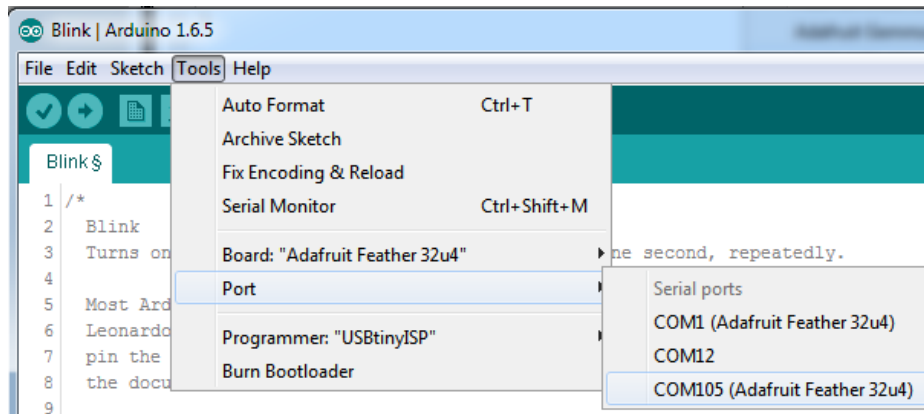 Blink | Arduino 1.6.5
File Edit Sketch Tools Help
Auto Format Ctrl+T
Archive Sketch
Blink §
Fix Encoding & Reload
1 /*
Serial Monitor Ctrl+Shift+M
2 Blink
3 Turns on
Board: "Adafruit Feather 32u4"
ne second, repeatedly.
4
Port
Serial ports
5 Most Ard
6 Leonardo
COM1 (Adafruit Feather 32u4)
Programmer: "USBtinyISP"
7 pin the
COM12
Burn Bootloader
8 the docu
COM105 (Adafruit Feather 32u4)
9